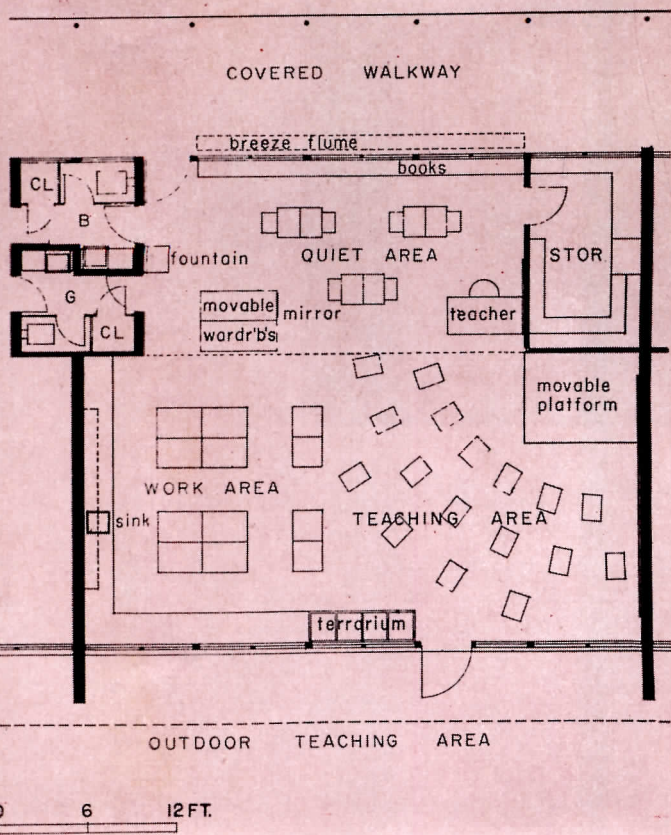 COVERED WALKWAY
breeze flume
books
CL
B
fountain
QUIET AREA
STOR.
G
movable
wardr'b's
mirror
teacher
CL
movable
platform
WORK AREA
sink
TEACHING AREA
terrarium
OUTDOOR TEACHING AREA
0 6 12 FT.